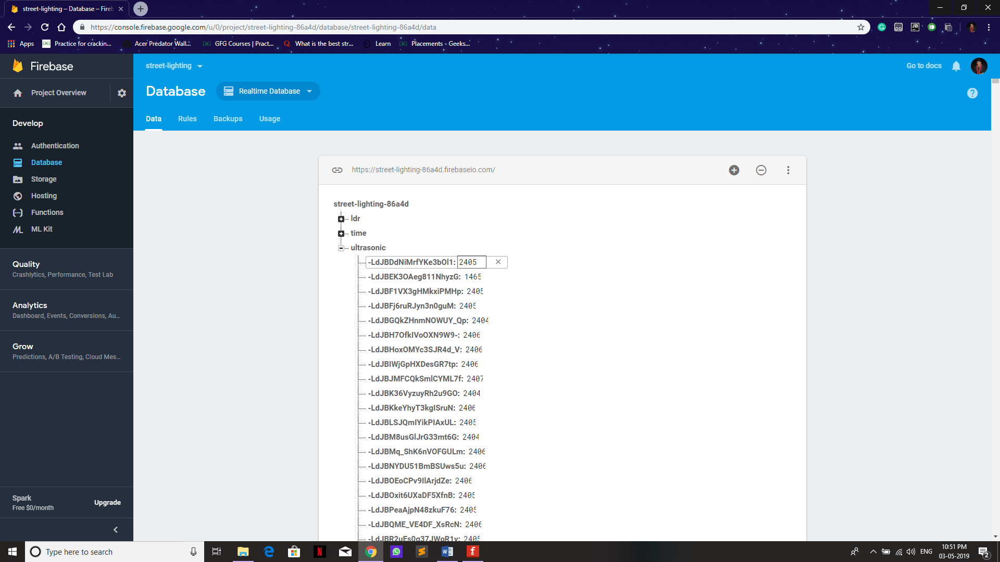 street-lighting – Database – Fireb
https://console.firebase.google.com/u/0/project/street-lighting-86a4d/database/street-lighting-86a4d/data
Apps
Practice for crackin...
Acer Predator Wall...
GFG Courses | Pract...
What is the best str...
Learn
Placements - Geeks...
Firebase
street-lighting
Go to docs
Project Overview
Database
Realtime Database
Data
Rules
Backups
Usage
Develop
Authentication
Database
Storage
Hosting
Functions
ML Kit
Quality
Crashlytics, Performance, Test Lab
Analytics
Dashboard, Events, Conversions, Au...
Grow
Predictions, A/B Testing, Cloud Mes...
Spark
Free $0/month
Upgrade
https://street-lighting-86a4d.firebaseio.com/
street-lighting-86a4d
ldr
time
ultrasonic
-LdJBDdNiMrfYKe3bOl1: 2405
-LdJBEK3OAeg811NhyzG: 1465
-LdJBF1VX3gHMkxiPMHp: 2405
-LdJBFj6ruRJyn3n0guM: 2405
-LdJBGQkZHnmNOWUY_Qp: 2404
-LdJBH7OfkIVoOXN9W9-: 2406
-LdJBHoxOMYc3SJR4d_V: 2406
-LdJBIWjGpHXDesGR7tp: 2406
-LdJBJMFCQkSmlCYML7f: 2407
-LdJBK36VyzuyRh2u9GO: 2404
-LdJBKkeYhyT3kgISruN: 2406
-LdJBLSJQmIYikPIAxUL: 2405
-LdJBM8usGlJrG33mt6G: 2404
-LdJBMq_ShK6nVOFGULm: 2406
-LdJBNYDU51BmBSUws5u: 2406
-LdJBOEoCPv9IlArjdZe: 2406
-LdJBOxit6UXaDF5XfnB: 2405
-LdJBPeaAjpN48zkuF76: 2405
-LdJBQME_VE4DF_XsRcN: 2406
-LdJBR2uEs0g37JWoR1v: 2405
Type here to search
ENG
10:51 PM
03-05-2019
2